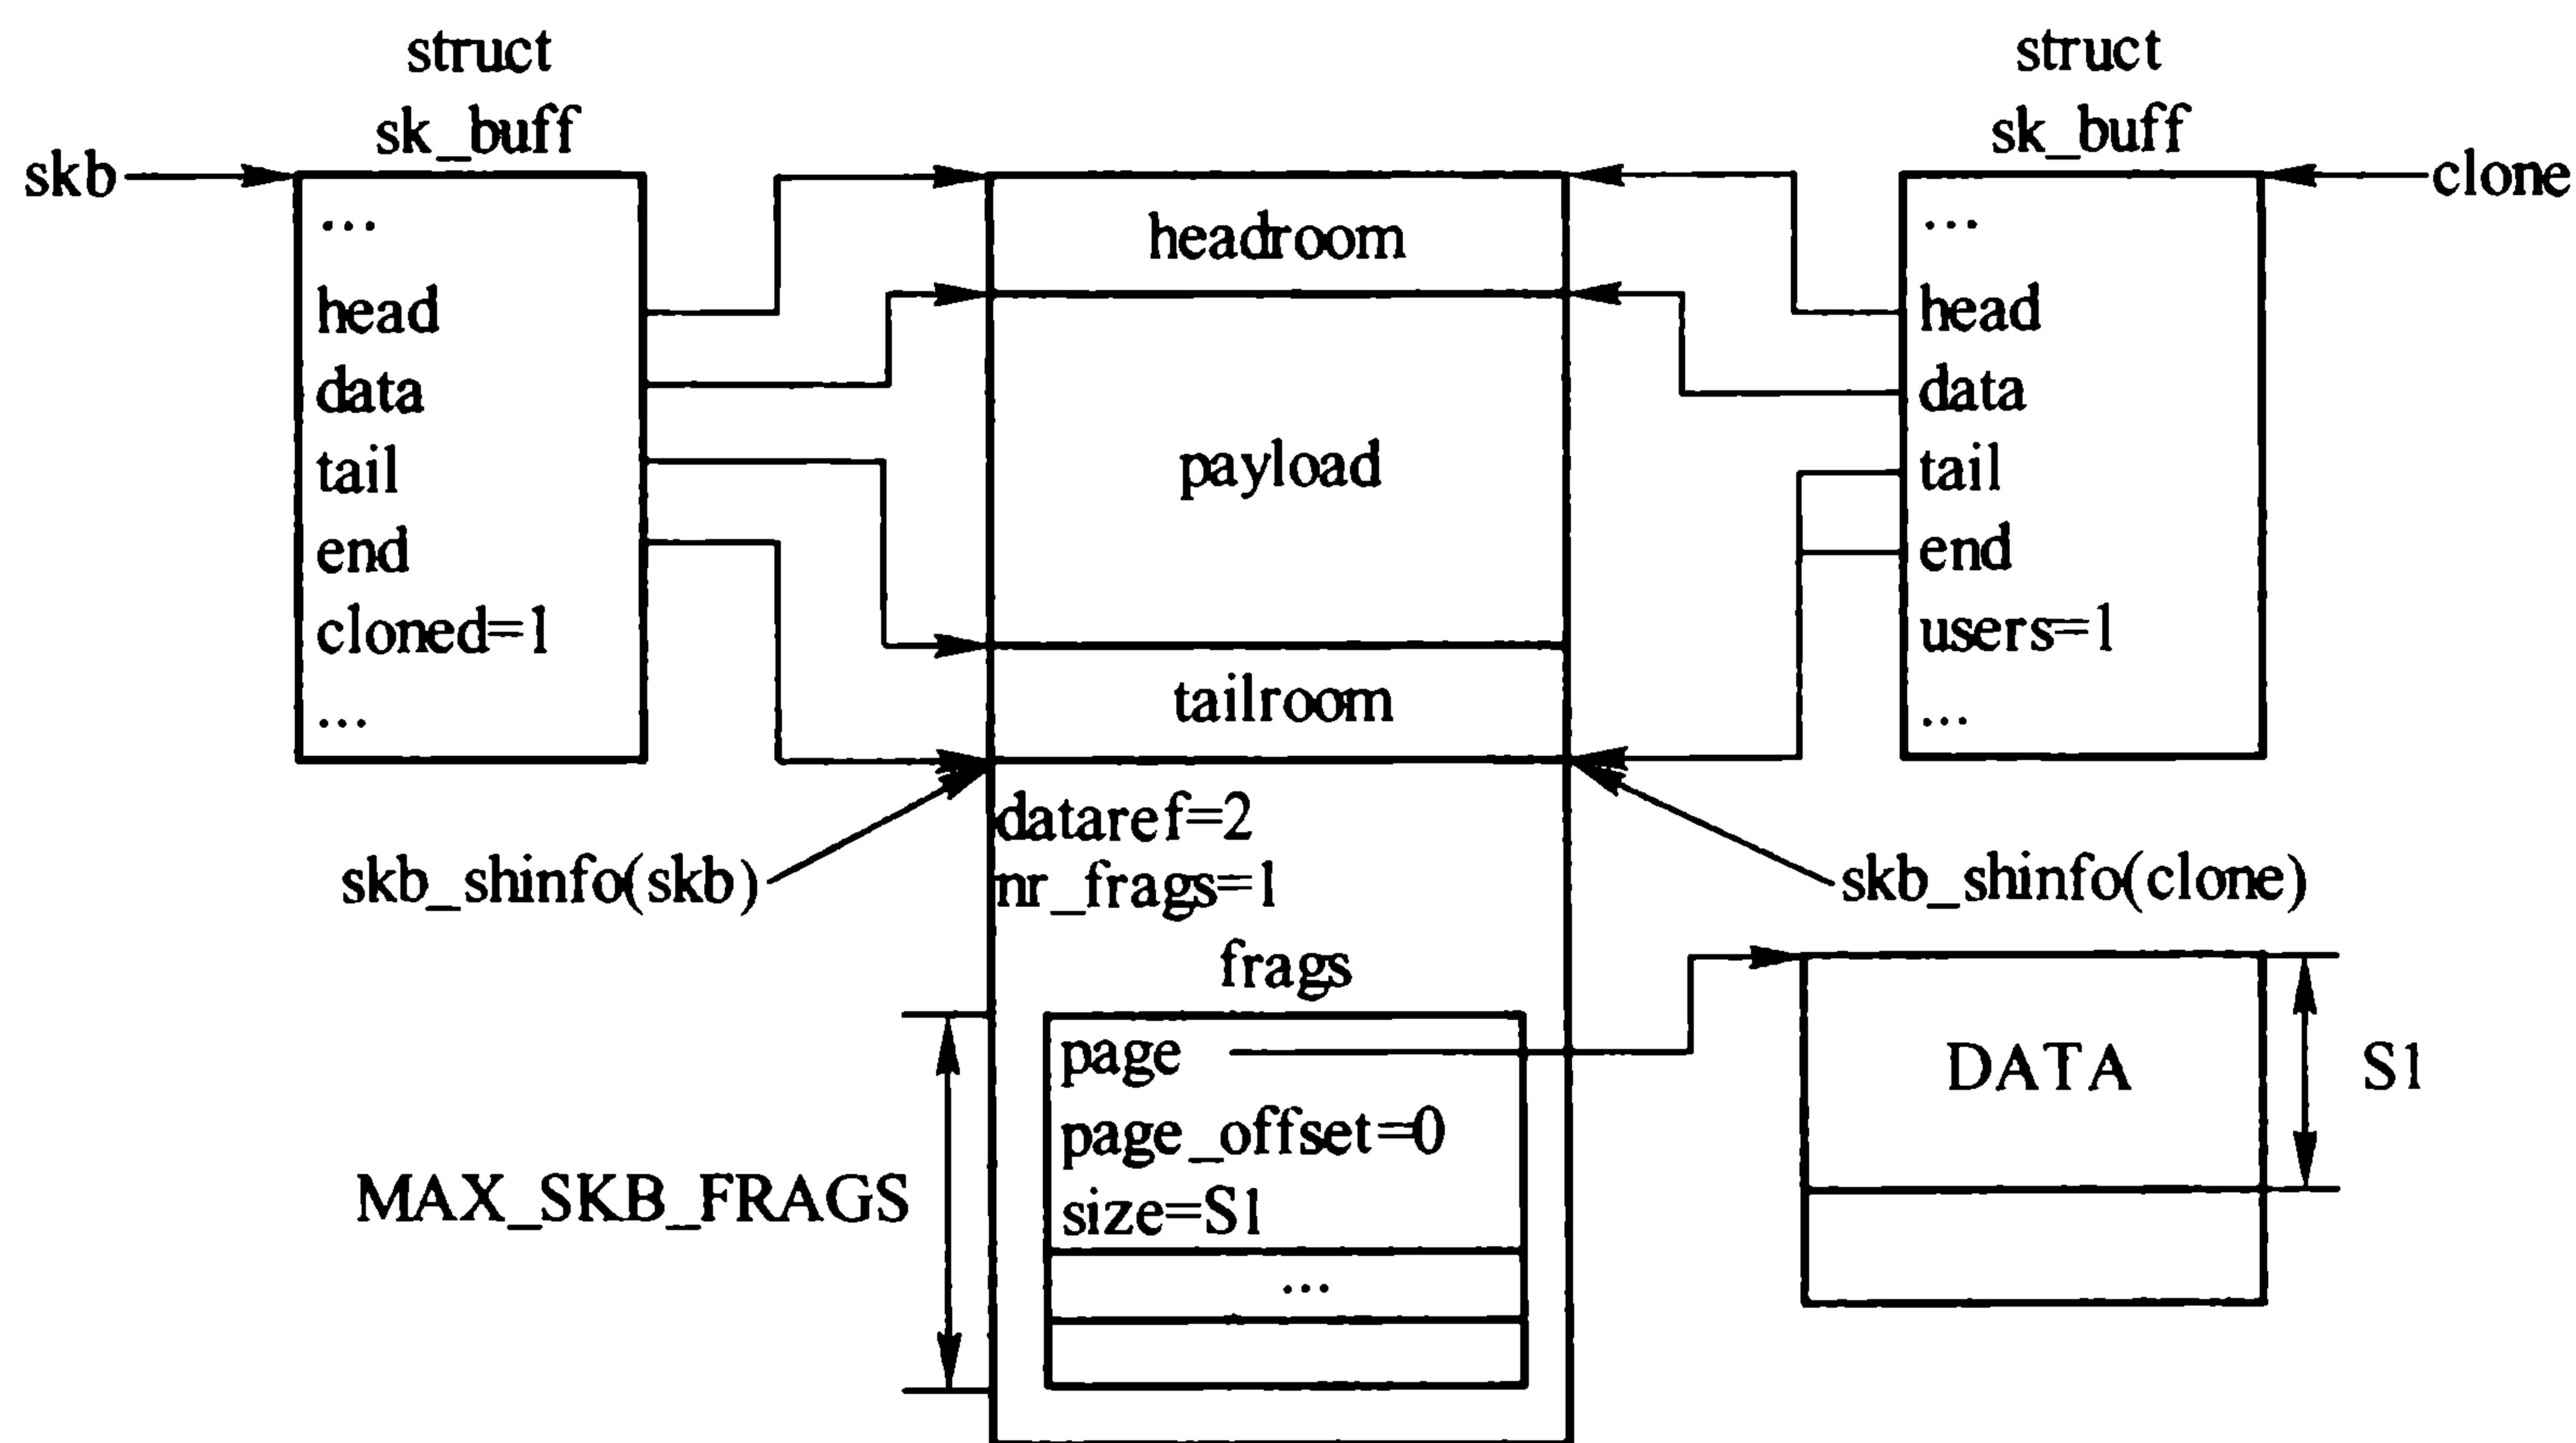 struct
sk_buff
skb
...
head
data
tail
end
cloned=1
...
headroom
payload
tailroom
struct
sk_buff
clone
...
head
data
tail
end
users=1
...
skb_shinfo(skb)
dataref=2
nr_frags=1
skb_shinfo(clone)
frags
page
page_offset=0
size=S1
...
MAX_SKB_FRAGS
DATA
S1